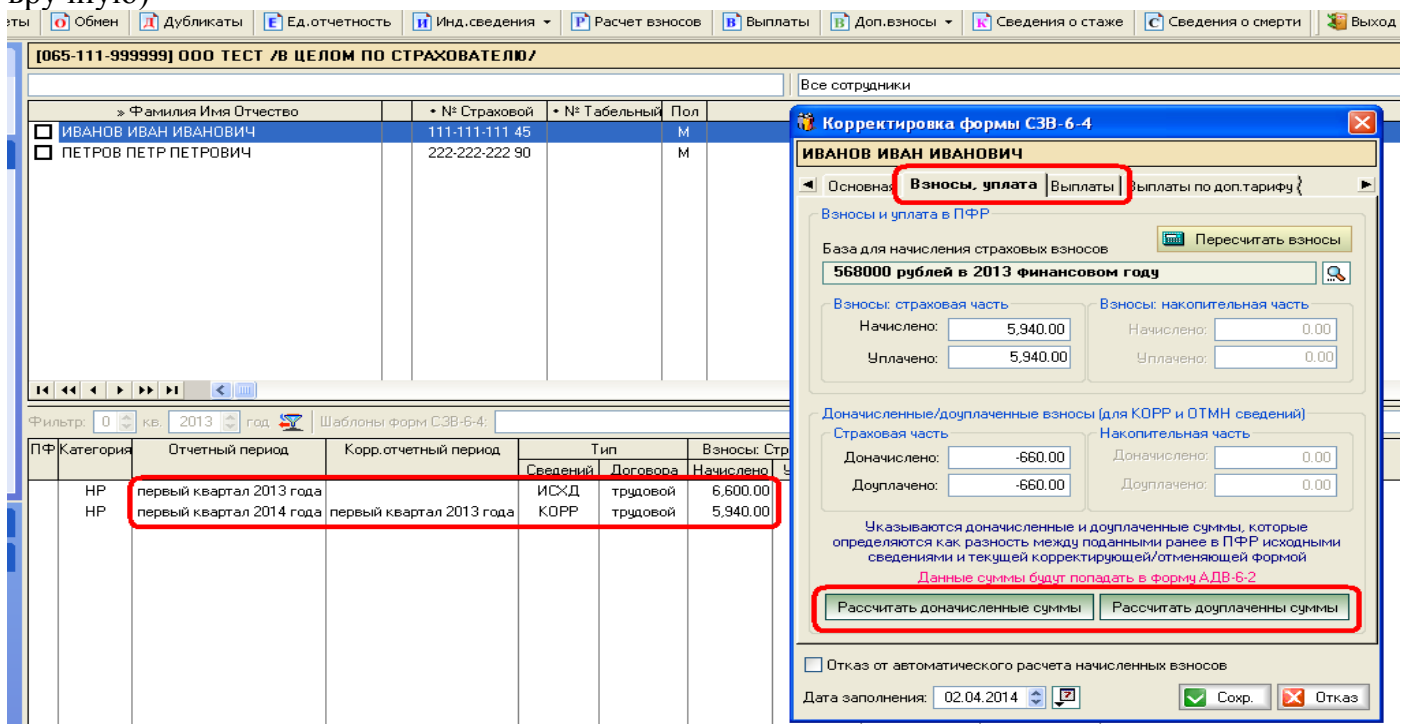 вручную)
еты Обмен Дубликаты Ед.отчетность Инд.сведения Расчет взносов Выплаты Доп.взносы Сведения о стаже Сведения о смерти Выход
[065-111-999999] ООО ТЕСТ /В ЦЕЛОМ ПО СТРАХОВАТЕЛЮ/
Все сотрудники
» Фамилия Имя Отчество • № Страховой • № Табельный Пол
ИВАНОВ ИВАН ИВАНОВИЧ 111-111-111 45 М
ПЕТРОВ ПЕТР ПЕТРОВИЧ 222-222-222 90 М
Фильтр: 0 кв. 2013 год Шаблоны форм СЗВ-6-4:
ПФ Категория Отчетный период Корр.отчетный период Тип Взносы: Стр
Сведений Договора Начислено У
НР первый квартал 2013 года ИСХД трудовой 6,600.00
НР первый квартал 2014 года первый квартал 2013 года КОРР трудовой 5,940.00
Корректировка формы СЗВ-6-4
ИВАНОВ ИВАН ИВАНОВИЧ
Основная Взносы, уплата Выплаты Выплаты по доп.тарифу
Взносы и уплата в ПФР
Пересчитать взносы
База для начисления страховых взносов
568000 рублей в 2013 финансовом году
Взносы: страховая часть Взносы: накопительная часть
Начислено: 5,940.00 Начислено: 0.00
Уплачено: 5,940.00 Уплачено: 0.00
Доначисленные/доуплаченные взносы (для КОРР и ОТМН сведений)
Страховая часть Накопительная часть
Доначислено: -660.00 Доначислено: 0.00
Доуплачено: -660.00 Доуплачено: 0.00
Указываются доначисленные и доуплаченные суммы, которые
определяются как разность между поданными ранее в ПФР исходными
сведениями и текущей корректирующей/отменяющей формой
Данные суммы будут попадать в форму АДВ-6-2
Рассчитать доначисленные суммы Рассчитать доуплаченны суммы
Отказ от автоматического расчета начисленных взносов
Дата заполнения: 02.04.2014 Сохр. Отказ